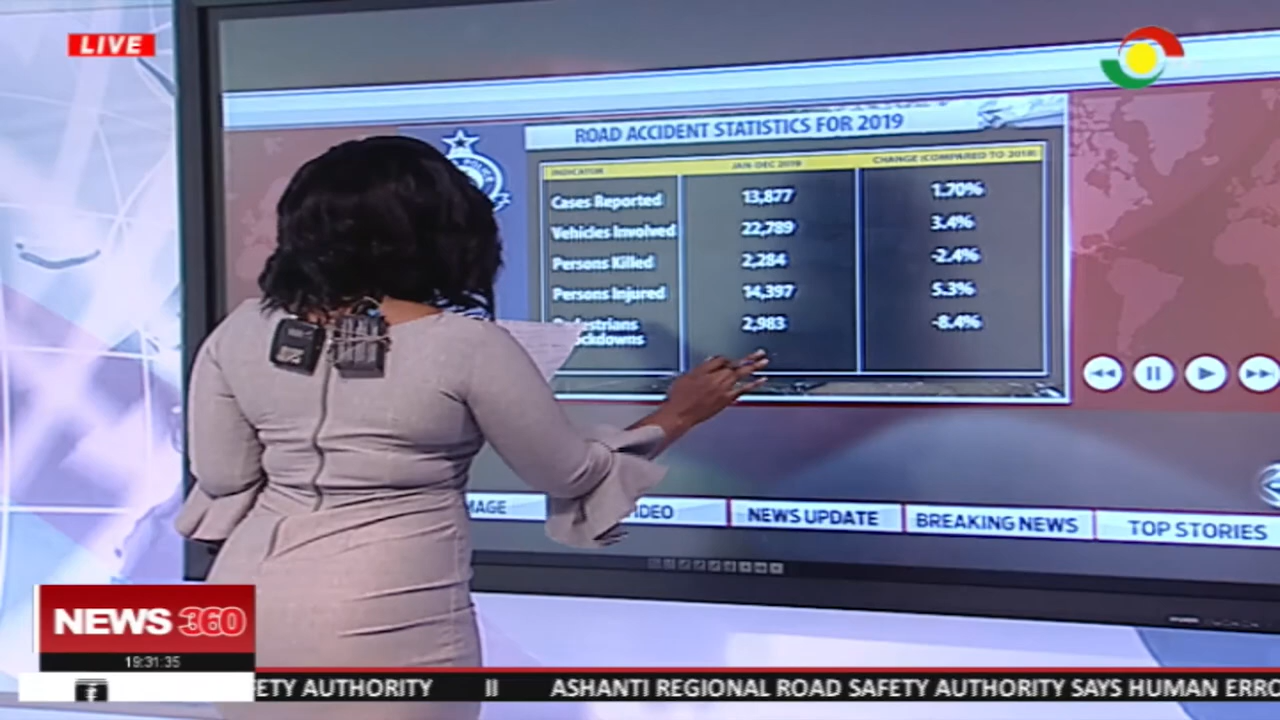 LIVE
ROAD ACCIDENT STATISTICS FOR 2019
INDICATOR JAN-DEC 2019 CHANGE (COMPARED TO 2018)
Cases Reported 13,877 1.70%
Vehicles Involved 22,789 3.4%
Persons Killed 2,284 -2.4%
Persons Injured 14,397 5.3%
destrians 2,983 -8.4%
ckdowns
MAGE IDEO NEWS UPDATE BREAKING NEWS TOP STORIES
NEWS 360
19:31:35
ETY AUTHORITY || ASHANTI REGIONAL ROAD SAFETY AUTHORITY SAYS HUMAN ERRO